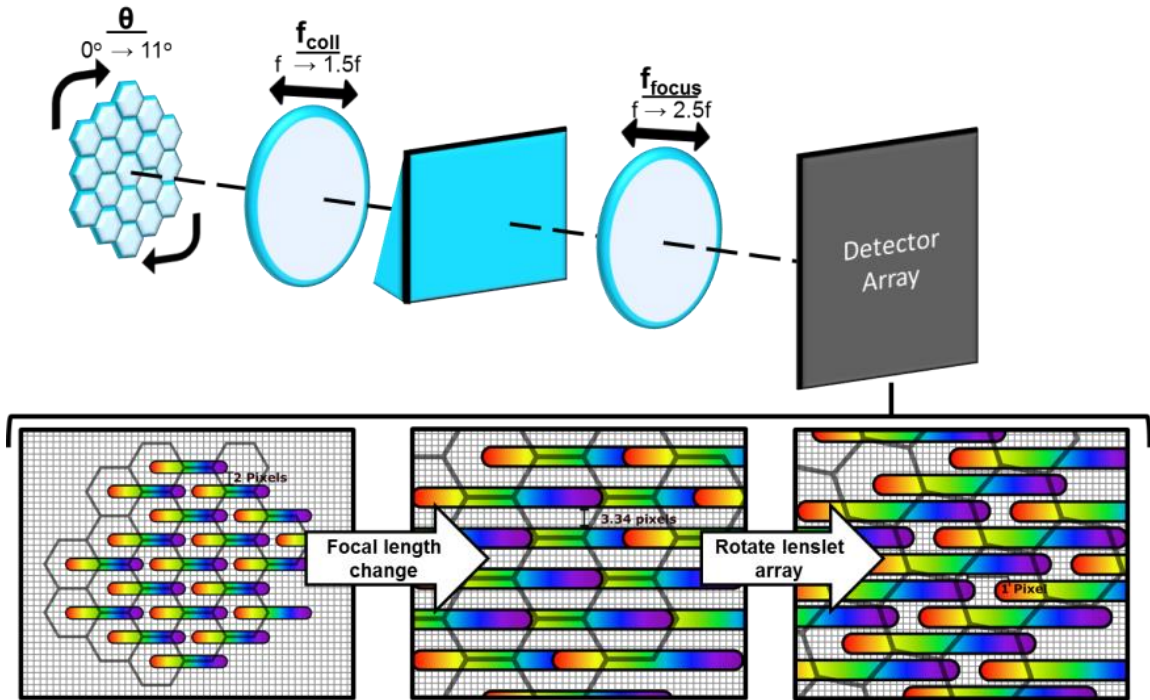 θ
0° → 11°
f_coll
f → 1.5f
f_focus
f → 2.5f
Detector
Array
2 Pixels
Focal length
change
3.34 pixels
Rotate lenslet
array
1 Pixel